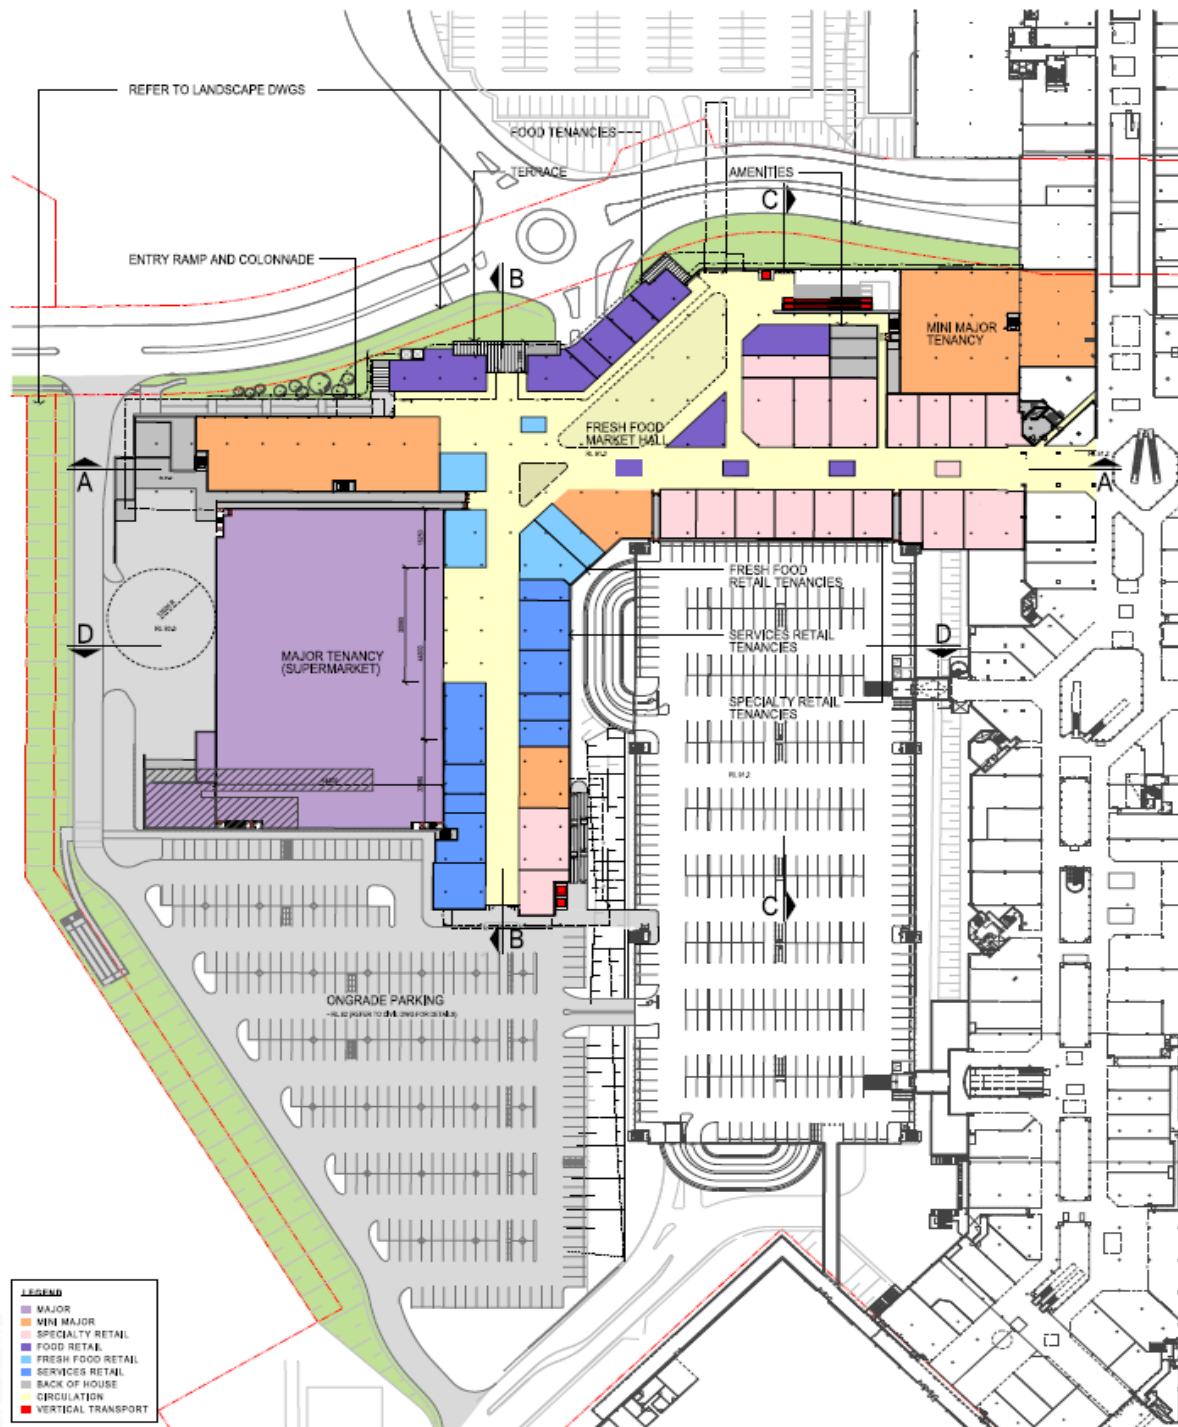 REFER TO LANDSCAPE DWGS
FOOD TENANCIES
TERRACE
AMENITIES
C
ENTRY RAMP AND COLONNADE
B
MINI MAJOR
TENANCY
FRESH FOOD
MARKET HALL
A
A
FRESH FOOD
RETAIL TENANCIES
D
SERVICES RETAIL
TENANCIES
D
MAJOR TENANCY
(SUPERMARKET)
SPECIALTY RETAIL
TENANCIES
C
B
ONGRADE PARKING
LEGEND
MAJOR
MINI MAJOR
SPECIALTY RETAIL
FOOD RETAIL
FRESH FOOD RETAIL
SERVICES RETAIL
BACK OF HOUSE
CIRCULATION
VERTICAL TRANSPORT